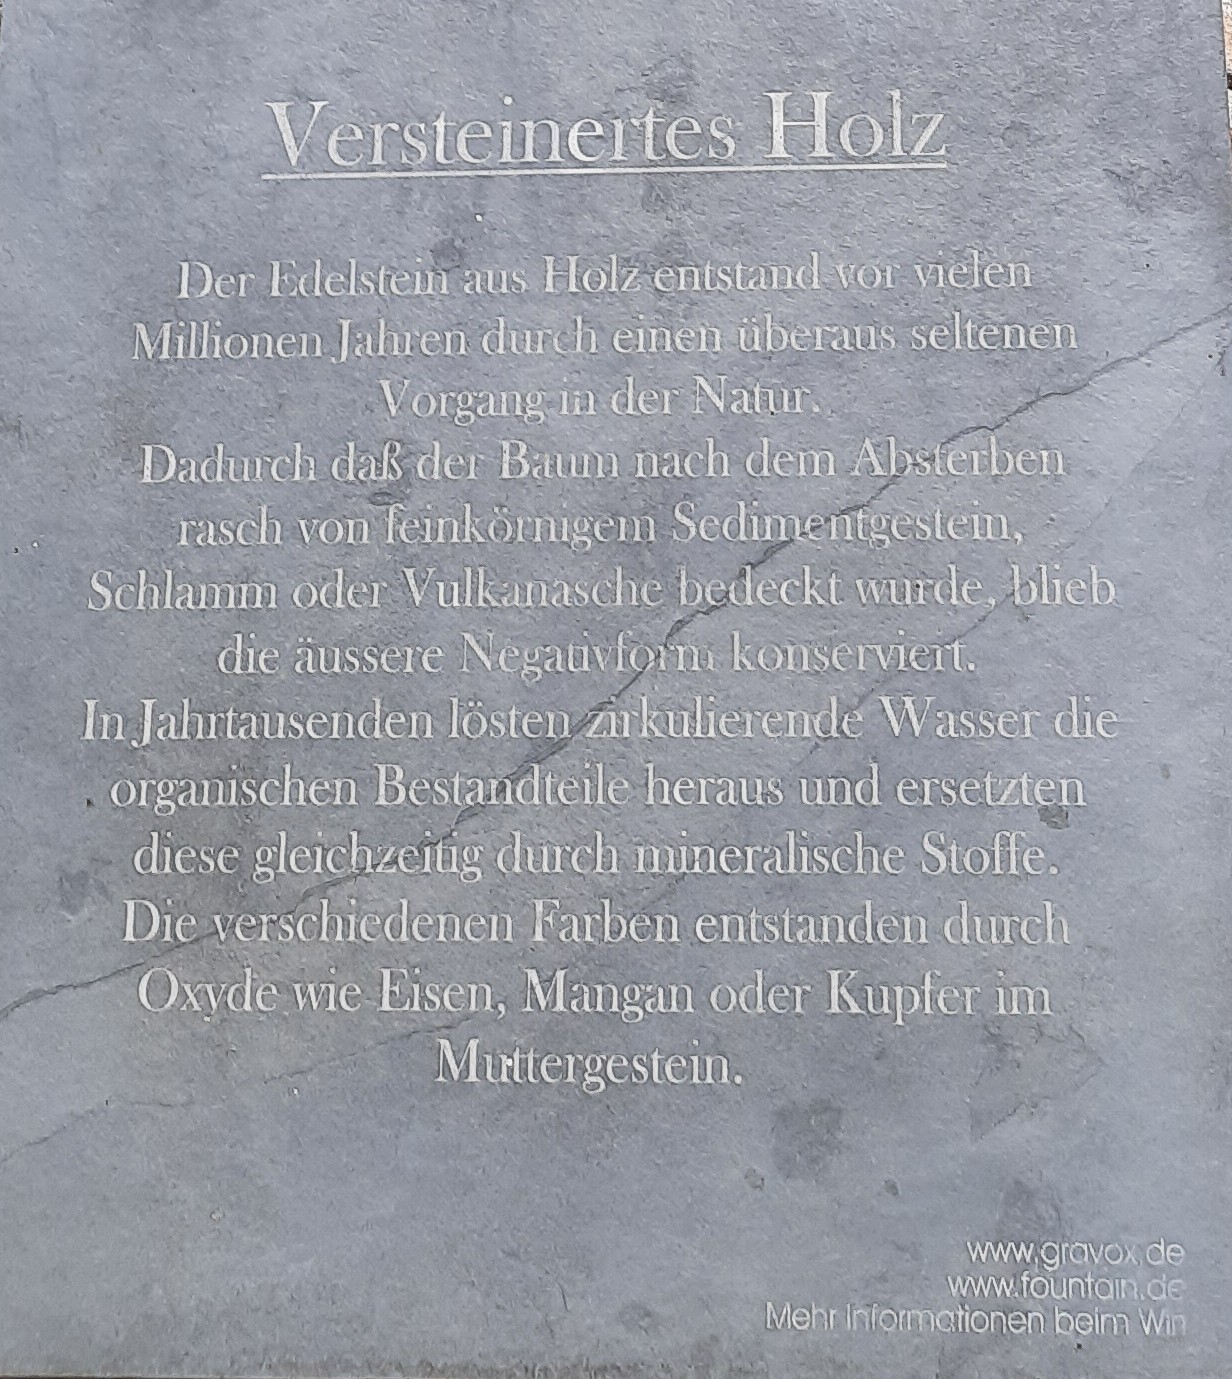 Versteinertes Holz
Der Edelstein aus Holz entstand vor vielen
Millionen Jahren durch einen überaus seltenen
Vorgang in der Natur.
Dadurch daß der Baum nach dem Absterben
rasch von feinkörnigem Sedimentgestein,
Schlamm oder Vulkanasche bedeckt wurde, blieb
die äussere Negativform konserviert.
In Jahrtausenden lösten zirkulierende Wasser die
organischen Bestandteile heraus und ersetzten
diese gleichzeitig durch mineralische Stoffe.
Die verschiedenen Farben entstanden durch
Oxyde wie Eisen, Mangan oder Kupfer im
Muttergestein.
www.gravox.de
www.fountain.de
Mehr Informationen beim